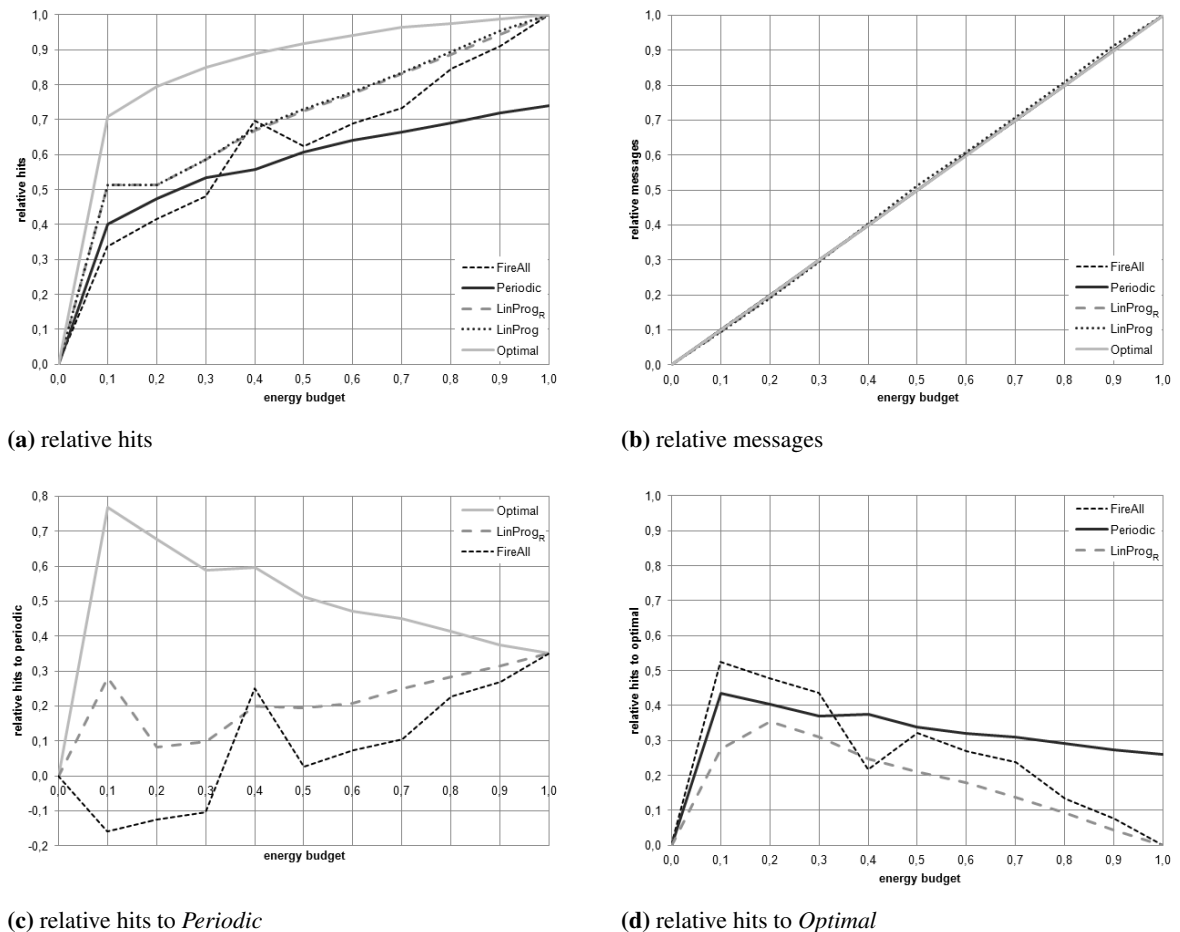 1,0
0,9
0,8
0,7
0,6
0,5
0,4
0,3
0,2
0,1
0,0
relative hits
FireAll
Periodic
LinProgR
LinProg
Optimal
0,0 0,1 0,2 0,3 0,4 0,5 0,6 0,7 0,8 0,9 1,0
energy budget
(a) relative hits
1,0
0,9
0,8
0,7
0,6
0,5
0,4
0,3
0,2
0,1
0,0
relative messages
FireAll
Periodic
LinProgR
LinProg
Optimal
0,0 0,1 0,2 0,3 0,4 0,5 0,6 0,7 0,8 0,9 1,0
energy budget
(b) relative messages
0,8
0,7
0,6
0,5
0,4
0,3
0,2
0,1
0,0
-0,1
-0,2
relative hits to periodic
Optimal
LinProgR
FireAll
0,0 0,1 0,2 0,3 0,4 0,5 0,6 0,7 0,8 0,9 1,0
energy budget
(c) relative hits to Periodic
1,0
0,9
0,8
0,7
0,6
0,5
0,4
0,3
0,2
0,1
0,0
relative hits to optimal
FireAll
Periodic
LinProgR
0,0 0,1 0,2 0,3 0,4 0,5 0,6 0,7 0,8 0,9 1,0
energy budget
(d) relative hits to Optimal